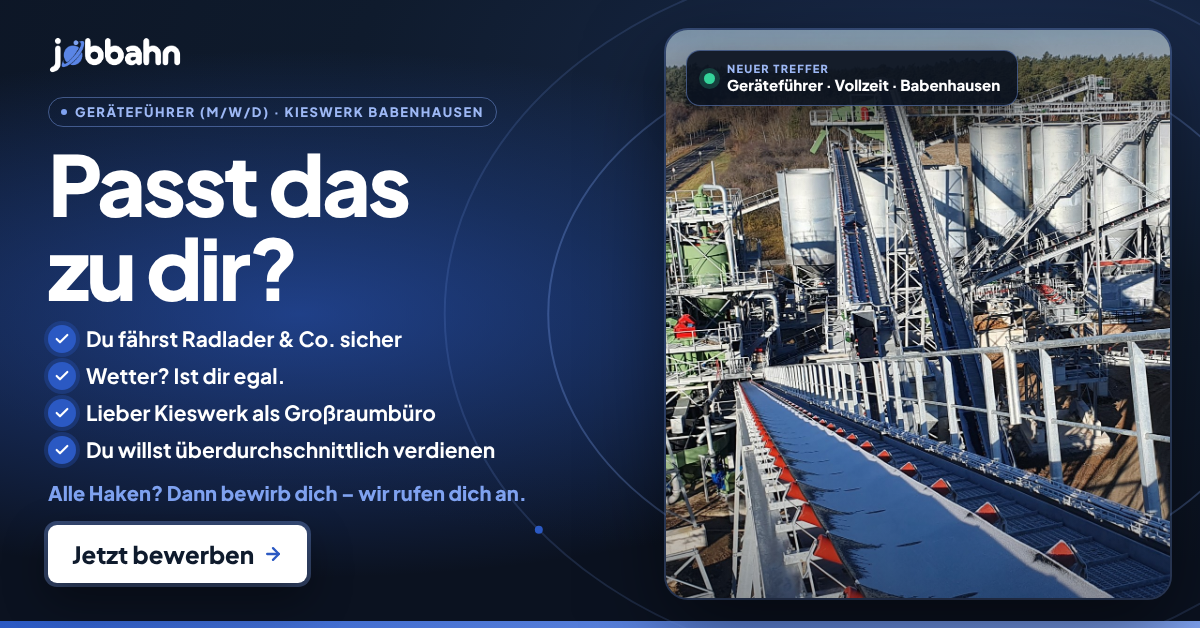 jobbahn
GERÄTEFÜHRER (M/W/D) · KIESWERK BABENHAUSEN
Passt das
zu dir?
Du fährst Radlader & Co. sicher
Wetter? Ist dir egal.
Lieber Kieswerk als Großraumbüro
Du willst überdurchschnittlich verdienen
Alle Haken? Dann bewirb dich – wir rufen dich an.
Jetzt bewerben →
NEUER TREFFER
Geräteführer · Vollzeit · Babenhausen